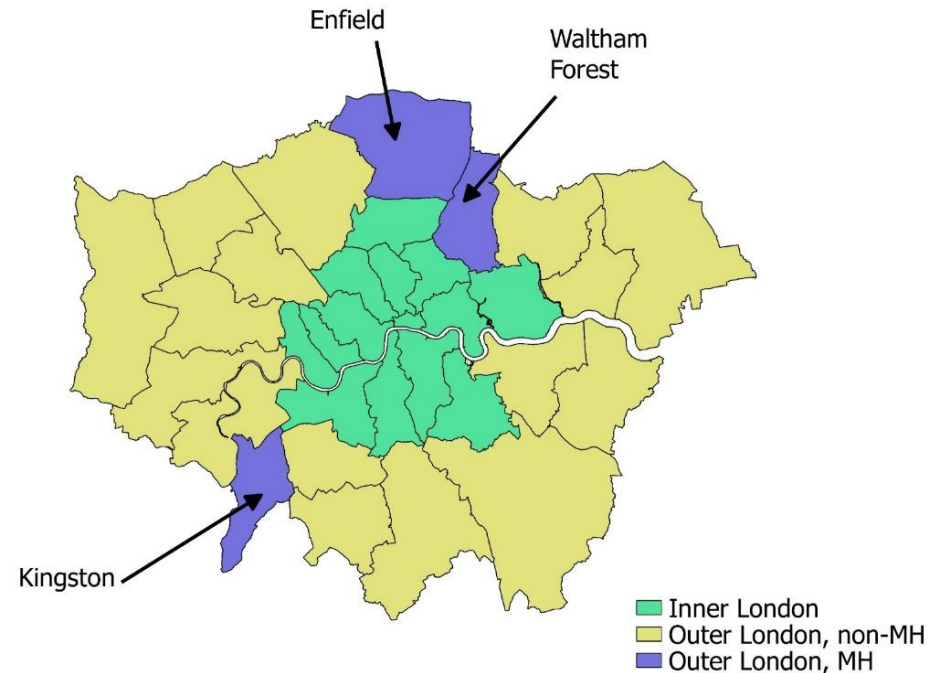 Enfield
Waltham
Forest
Kingston
Inner London
Outer London, non-MH
Outer London, MH